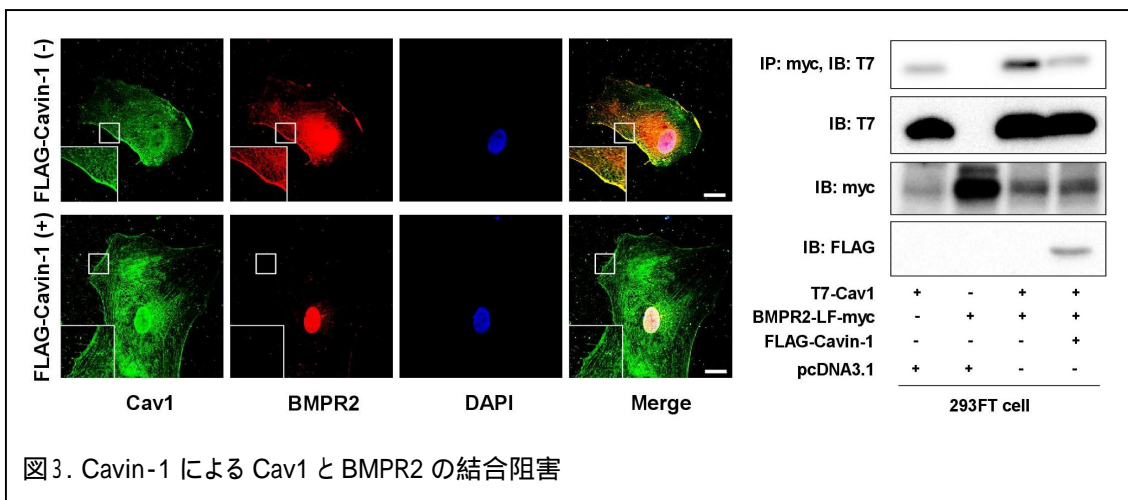 FLAG-Cavin-1 (-)
FLAG-Cavin-1 (+)
Cav1 BMPR2 DAPI Merge
IP: myc, IB: T7
IB: T7
IB: myc
IB: FLAG
T7-Cav1 + - + +
BMPR2-LF-myc - + + +
FLAG-Cavin-1 - - - +
pcDNA3.1 + + - -
293FT cell
図3. Cavin-1 による Cav1 と BMPR2 の結合阻害